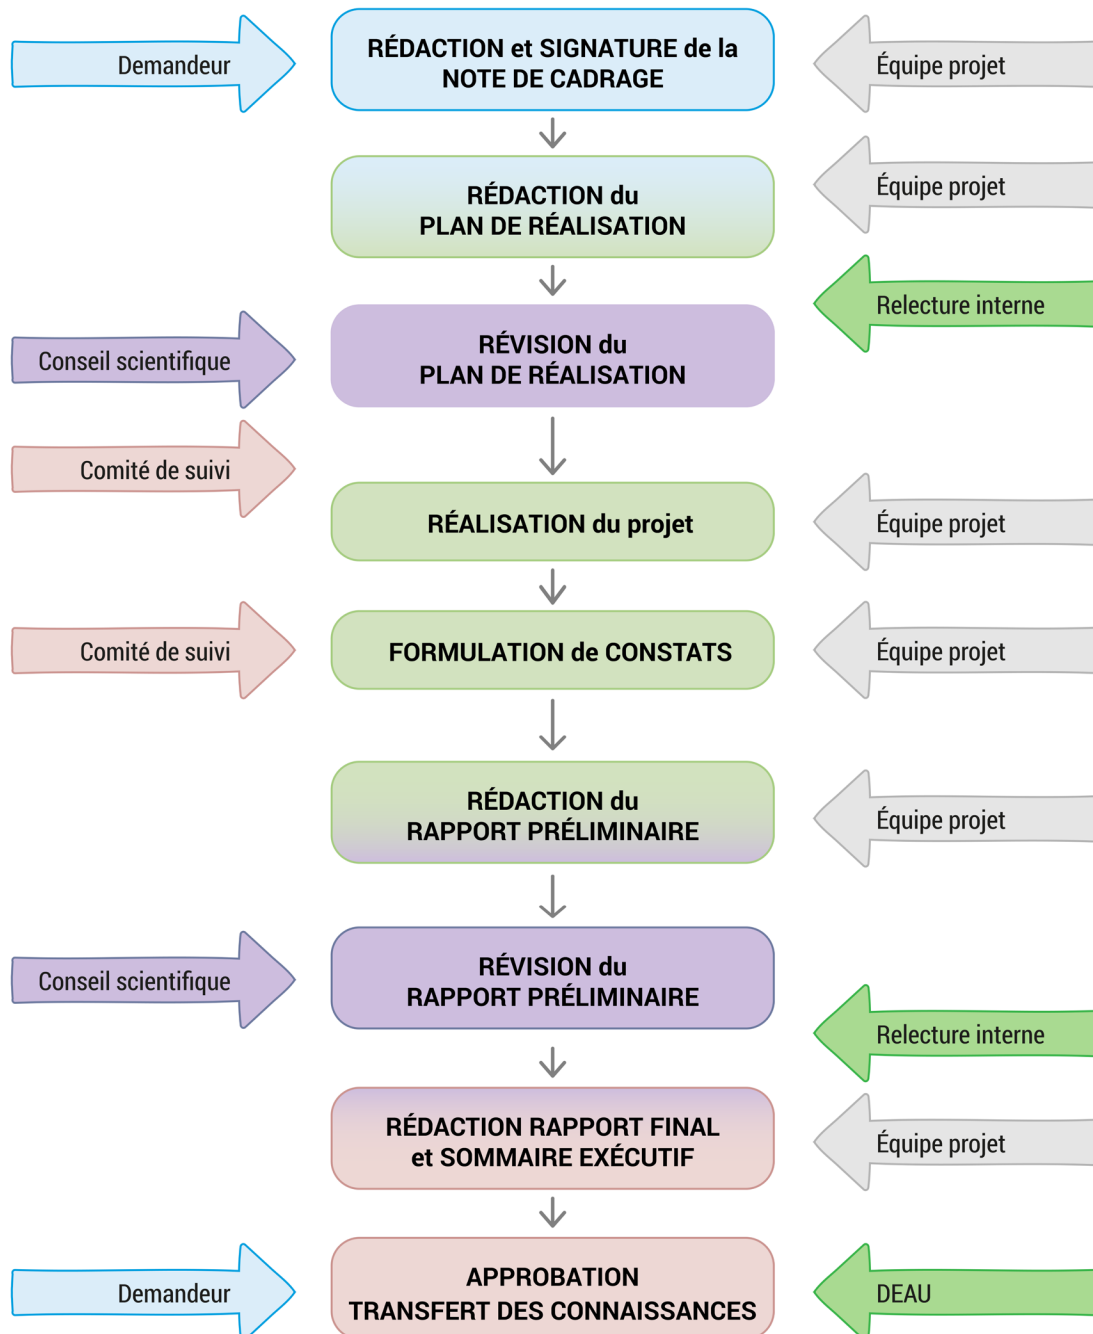 Demandeur
RÉDACTION et SIGNATURE de la
NOTE DE CADRAGE
Équipe projet
RÉDACTION du
PLAN DE RÉALISATION
Équipe projet
Relecture interne
Conseil scientifique
RÉVISION du
PLAN DE RÉALISATION
Comité de suivi
RÉALISATION du projet
Équipe projet
Comité de suivi
FORMULATION de CONSTATS
Équipe projet
RÉDACTION du
RAPPORT PRÉLIMINAIRE
Équipe projet
Conseil scientifique
RÉVISION du
RAPPORT PRÉLIMINAIRE
Relecture interne
RÉDACTION RAPPORT FINAL
et SOMMAIRE EXÉCUTIF
Équipe projet
Demandeur
APPROBATION
TRANSFERT DES CONNAISSANCES
DEAU